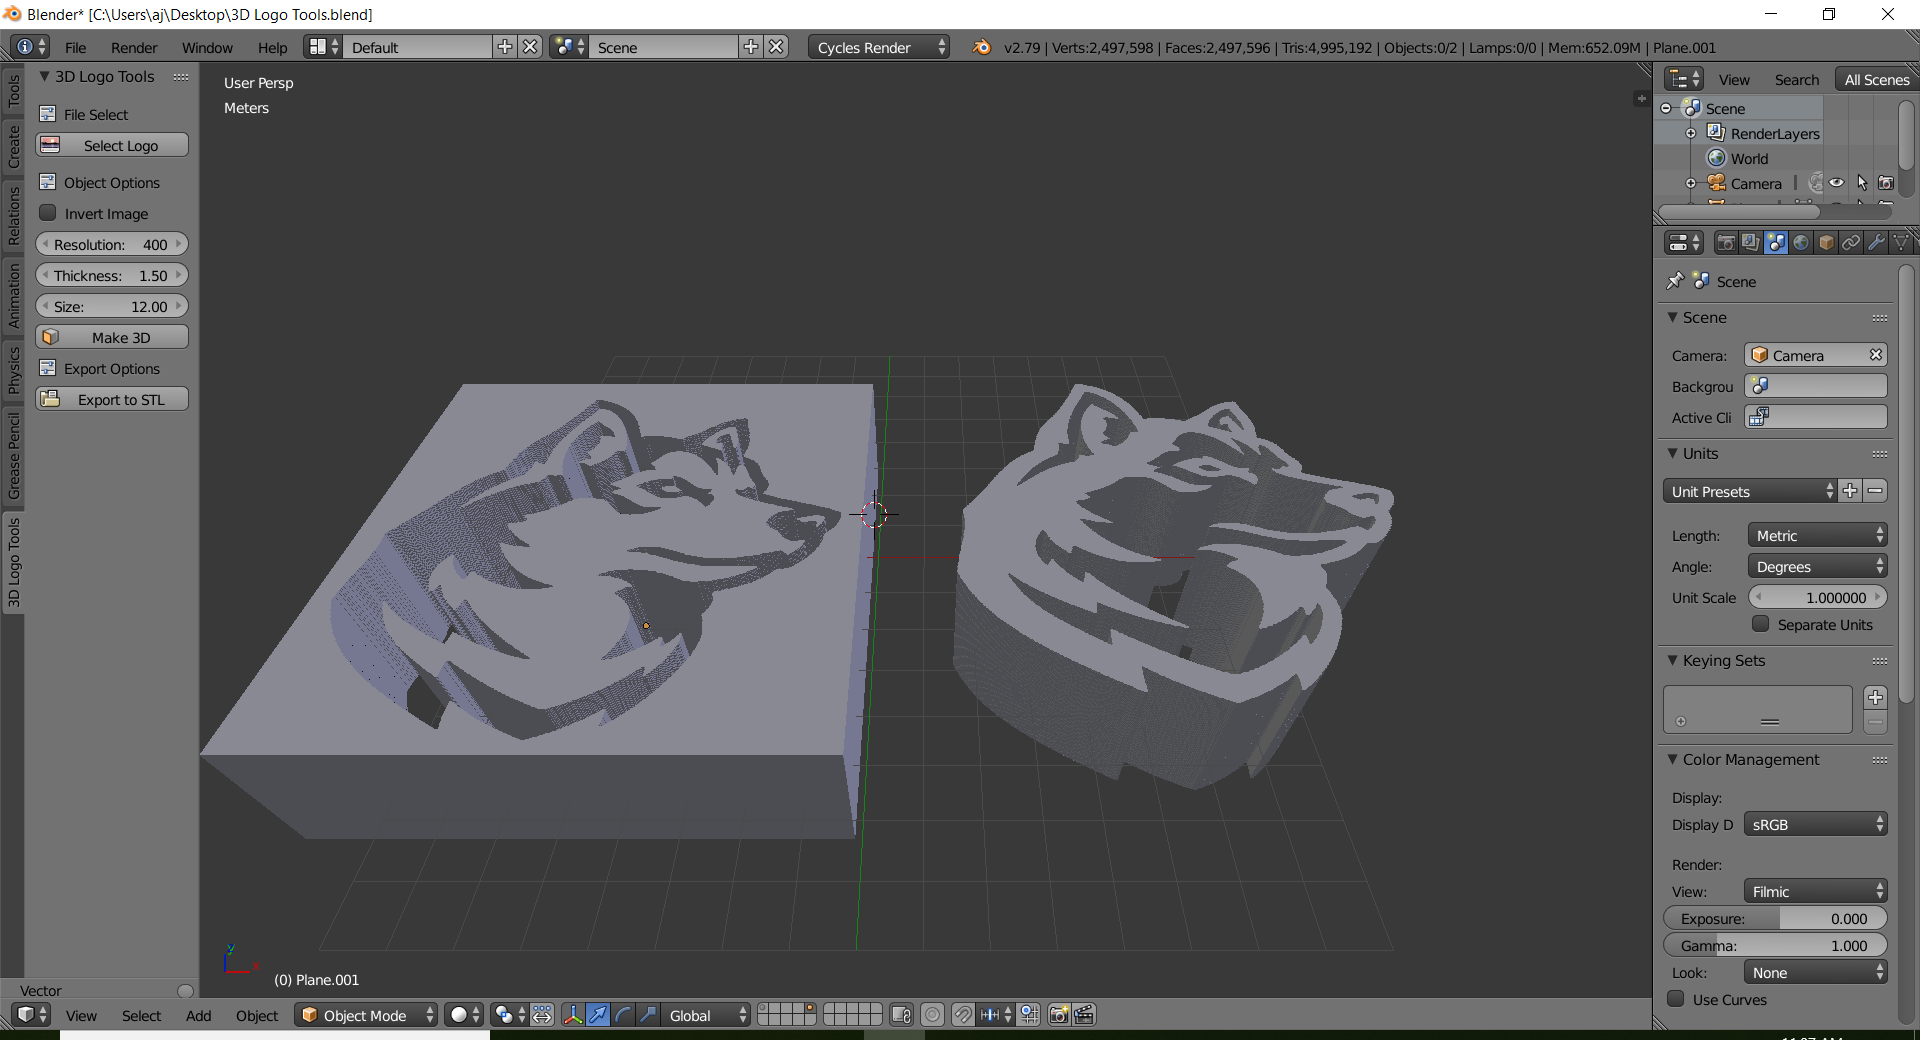 Blender* [C:\Users\aj\Desktop\3D Logo Tools.blend]
File Render Window Help Default Scene Cycles Render v2.79 | Verts:2,497,598 | Faces:2,497,596 | Tris:4,995,192 | Objects:0/2 | Lamps:0/0 | Mem:652.09M | Plane.001
Tools
Create
Relations
Animation
Physics
Grease Pencil
3D Logo Tools
3D Logo Tools
File Select
Select Logo
Object Options
Invert Image
Resolution: 400
Thickness: 1.50
Size: 12.00
Make 3D
Export Options
Export to STL
Vector
User Persp
Meters
y
x
(0) Plane.001
View Select Add Object Object Mode Global
View Search All Scenes
Scene
RenderLayers
World
Camera
Scene
Scene
Camera: Camera
Backgrou
Active Cli
Units
Unit Presets
Length: Metric
Angle: Degrees
Unit Scale 1.000000
Separate Units
Keying Sets
Color Management
Display:
Display D sRGB
Render:
View: Filmic
Exposure: 0.000
Gamma: 1.000
Look: None
Use Curves